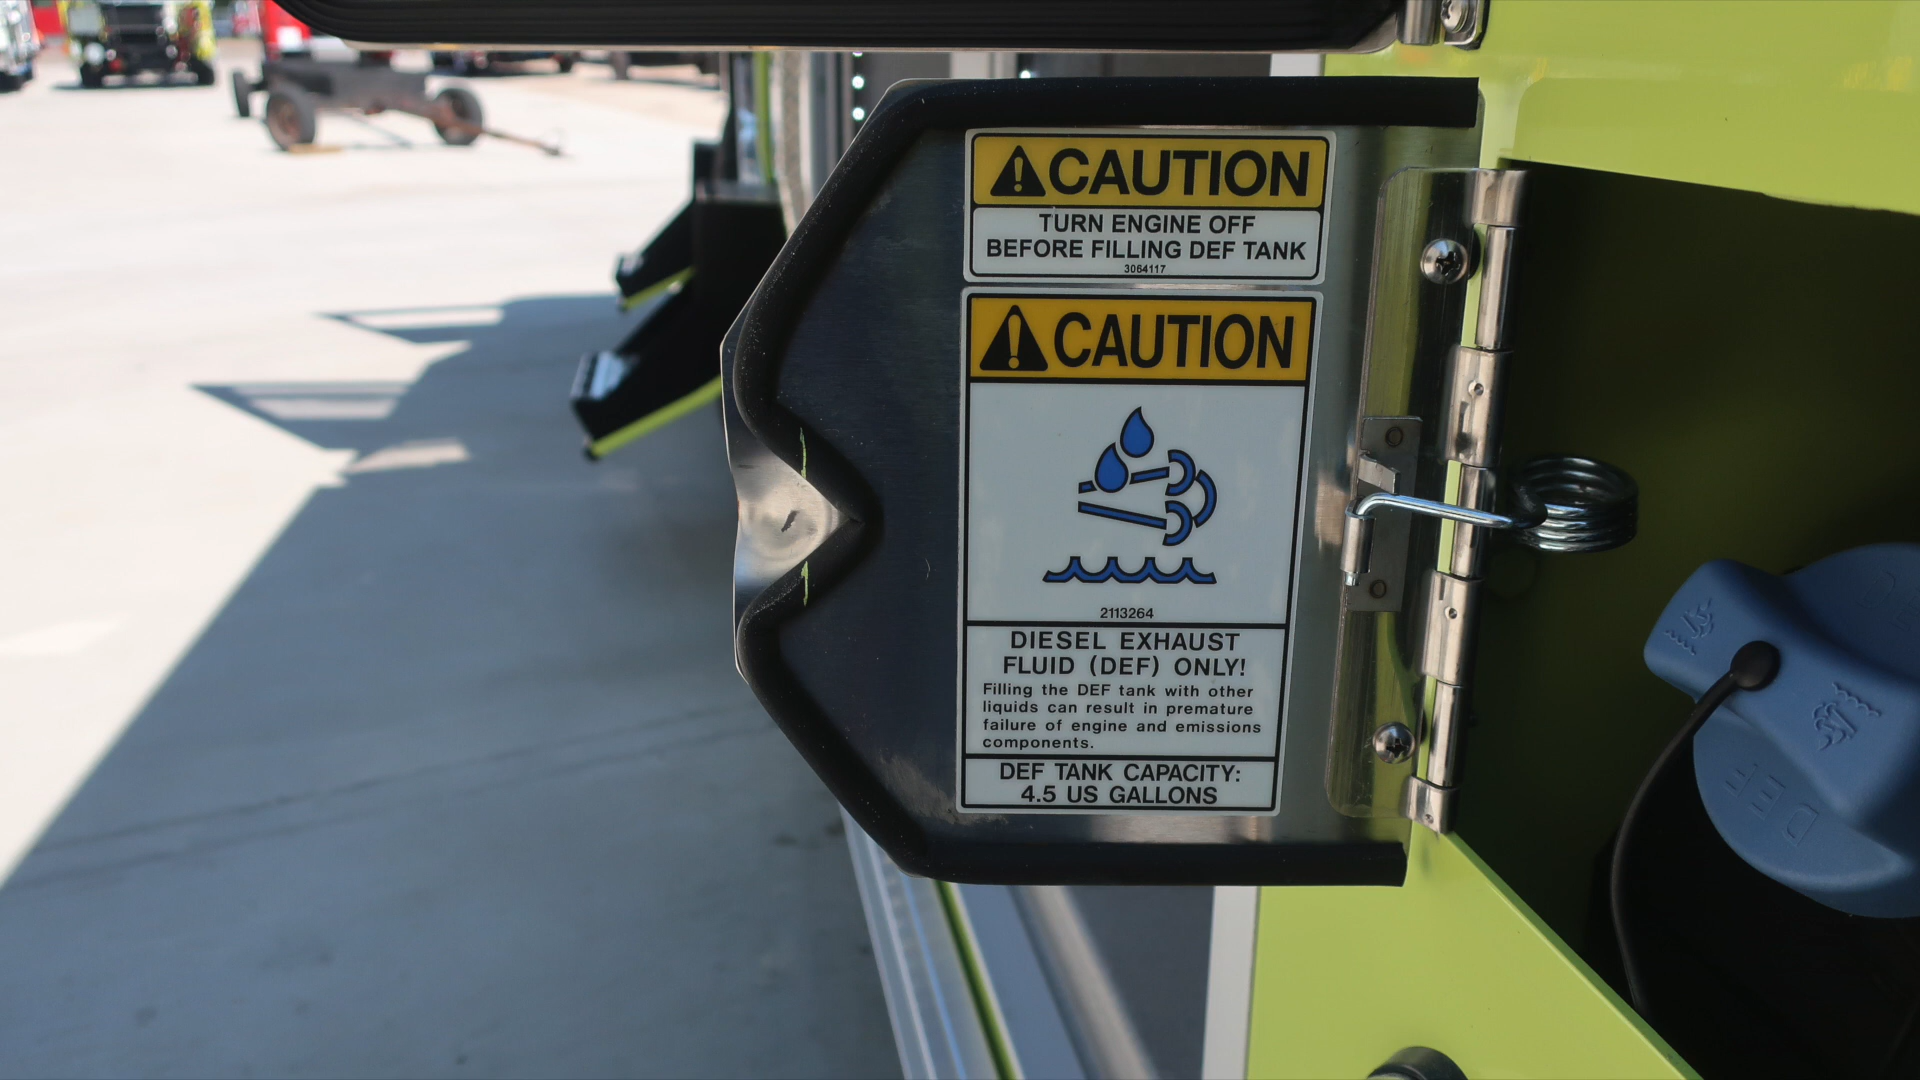 CAUTION
TURN ENGINE OFF
BEFORE FILLING DEF TANK
3064117
CAUTION
2113264
DIESEL EXHAUST
FLUID (DEF) ONLY!
Filling the DEF tank with other
liquids can result in premature
failure of engine and emissions
components.
DEF TANK CAPACITY:
4.5 US GALLONS
DEF